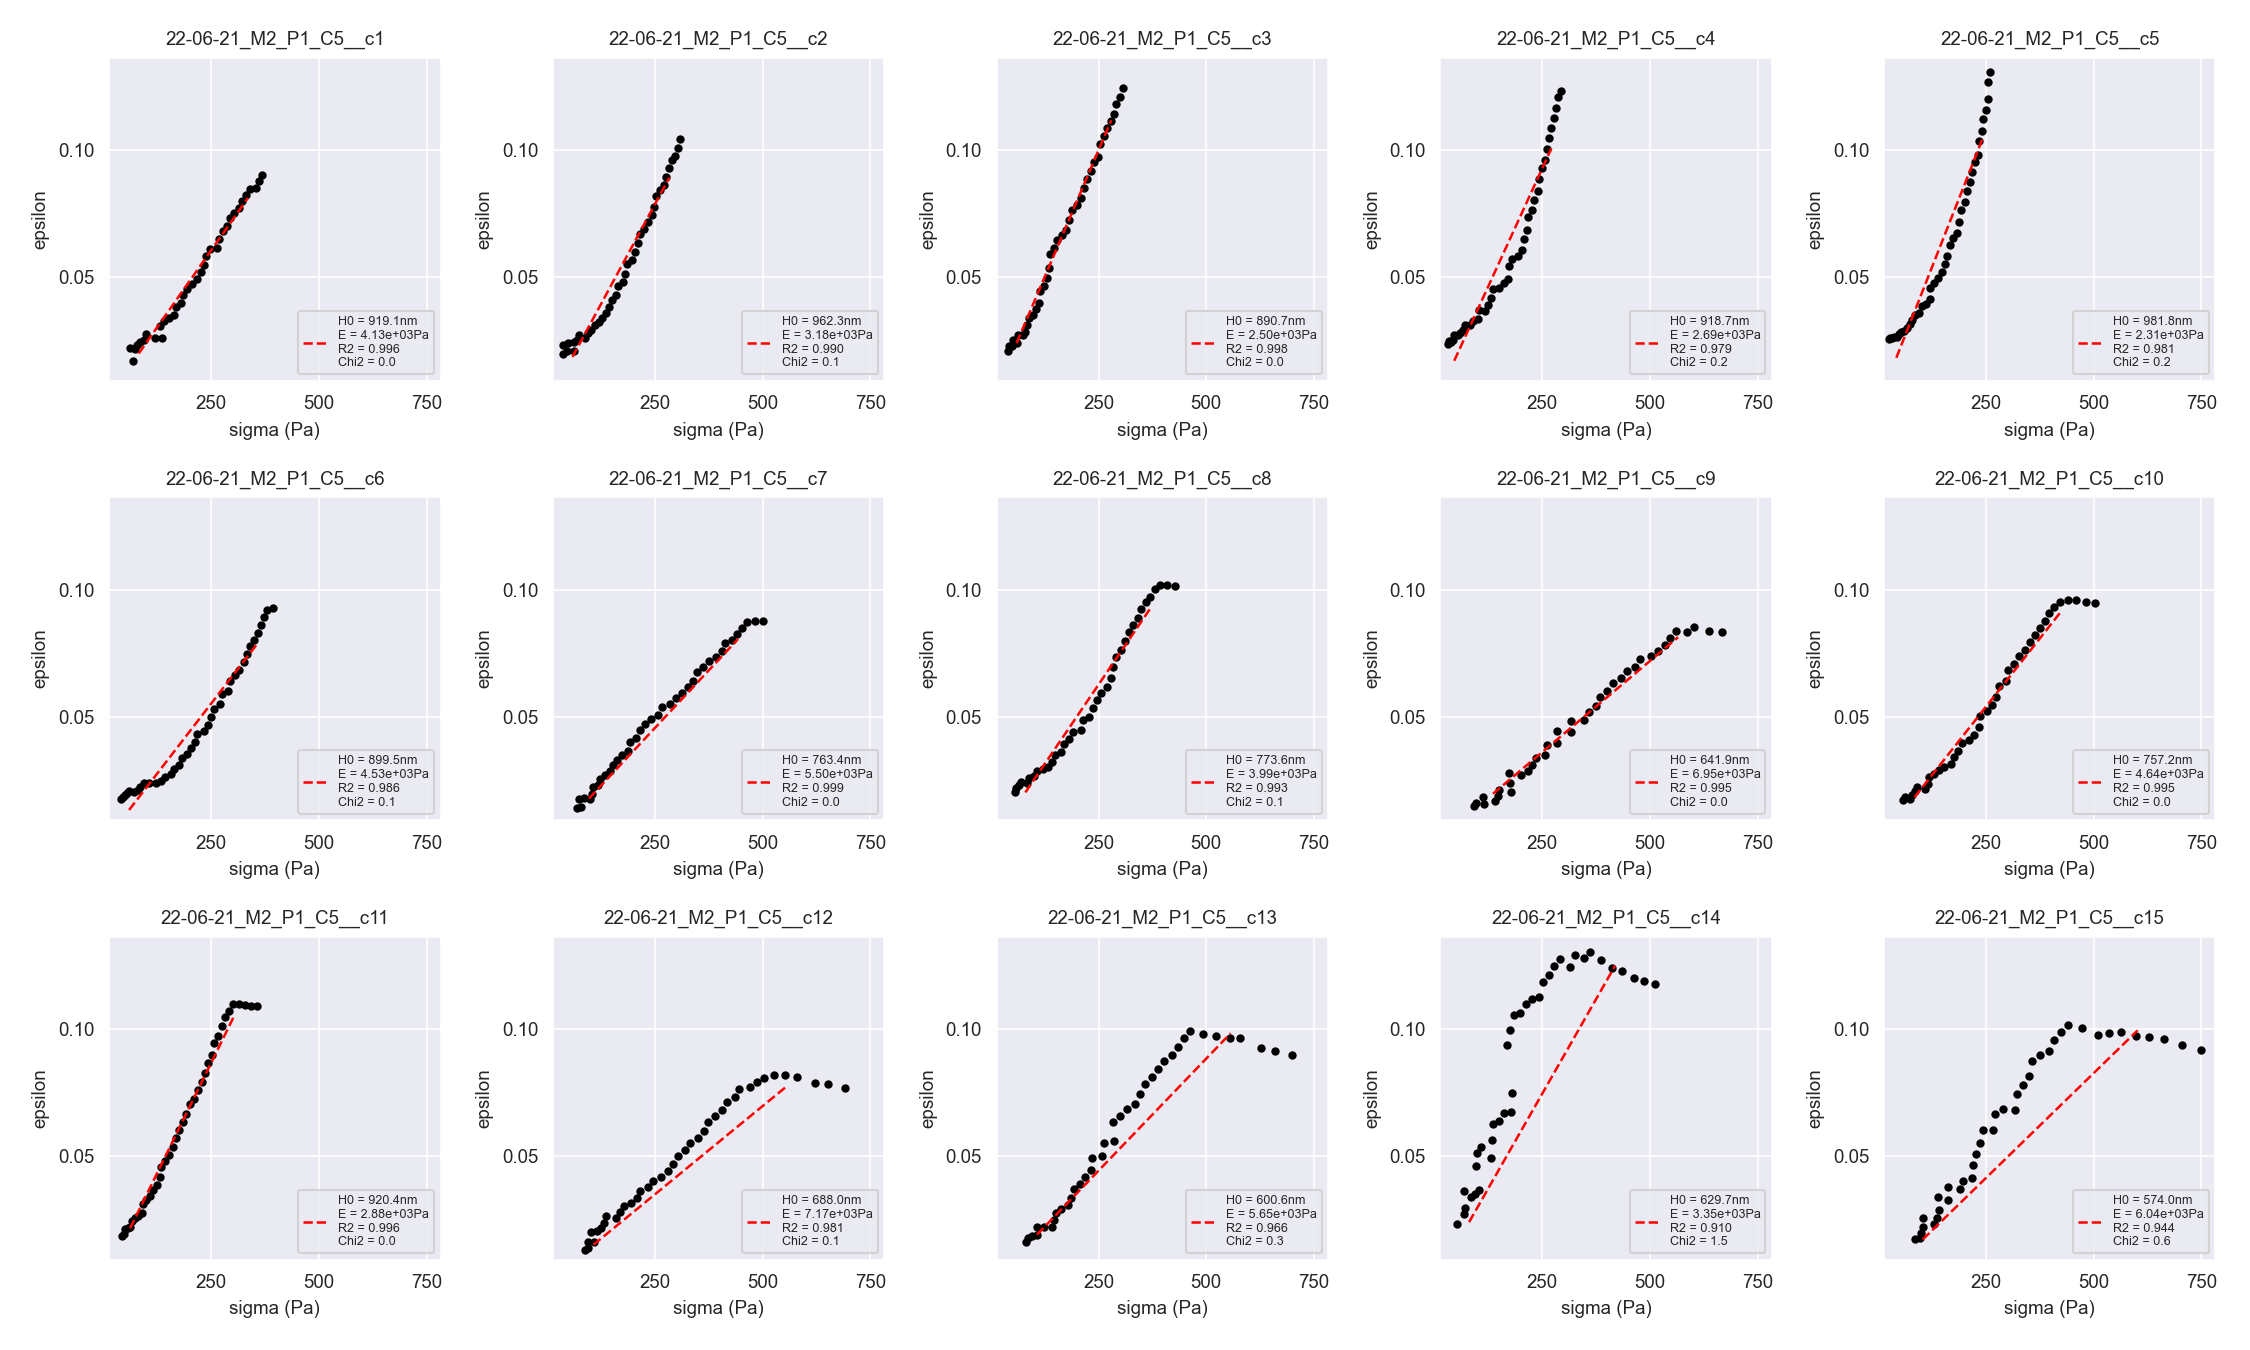 22-06-21_M2_P1_C5__c1
0.10
0.05
epsilon
250 500 750
sigma (Pa)
H0 = 919.1nm
E = 4.13e+03Pa
R2 = 0.996
Chi2 = 0.0
22-06-21_M2_P1_C5__c2
0.10
0.05
epsilon
250 500 750
sigma (Pa)
H0 = 962.3nm
E = 3.18e+03Pa
R2 = 0.990
Chi2 = 0.1
22-06-21_M2_P1_C5__c3
0.10
0.05
epsilon
250 500 750
sigma (Pa)
H0 = 890.7nm
E = 2.50e+03Pa
R2 = 0.998
Chi2 = 0.0
22-06-21_M2_P1_C5__c4
0.10
0.05
epsilon
250 500 750
sigma (Pa)
H0 = 918.7nm
E = 2.69e+03Pa
R2 = 0.979
Chi2 = 0.2
22-06-21_M2_P1_C5__c5
0.10
0.05
epsilon
250 500 750
sigma (Pa)
H0 = 981.8nm
E = 2.31e+03Pa
R2 = 0.981
Chi2 = 0.2
22-06-21_M2_P1_C5__c6
0.10
0.05
epsilon
250 500 750
sigma (Pa)
H0 = 899.5nm
E = 4.53e+03Pa
R2 = 0.986
Chi2 = 0.1
22-06-21_M2_P1_C5__c7
0.10
0.05
epsilon
250 500 750
sigma (Pa)
H0 = 763.4nm
E = 5.50e+03Pa
R2 = 0.999
Chi2 = 0.0
22-06-21_M2_P1_C5__c8
0.10
0.05
epsilon
250 500 750
sigma (Pa)
H0 = 773.6nm
E = 3.99e+03Pa
R2 = 0.993
Chi2 = 0.1
22-06-21_M2_P1_C5__c9
0.10
0.05
epsilon
250 500 750
sigma (Pa)
H0 = 641.9nm
E = 6.95e+03Pa
R2 = 0.995
Chi2 = 0.0
22-06-21_M2_P1_C5__c10
0.10
0.05
epsilon
250 500 750
sigma (Pa)
H0 = 757.2nm
E = 4.64e+03Pa
R2 = 0.995
Chi2 = 0.0
22-06-21_M2_P1_C5__c11
0.10
0.05
epsilon
250 500 750
sigma (Pa)
H0 = 920.4nm
E = 2.88e+03Pa
R2 = 0.996
Chi2 = 0.0
22-06-21_M2_P1_C5__c12
0.10
0.05
epsilon
250 500 750
sigma (Pa)
H0 = 688.0nm
E = 7.17e+03Pa
R2 = 0.981
Chi2 = 0.1
22-06-21_M2_P1_C5__c13
0.10
0.05
epsilon
250 500 750
sigma (Pa)
H0 = 600.6nm
E = 5.65e+03Pa
R2 = 0.966
Chi2 = 0.3
22-06-21_M2_P1_C5__c14
0.10
0.05
epsilon
250 500 750
sigma (Pa)
H0 = 629.7nm
E = 3.35e+03Pa
R2 = 0.910
Chi2 = 1.5
22-06-21_M2_P1_C5__c15
0.10
0.05
epsilon
250 500 750
sigma (Pa)
H0 = 574.0nm
E = 6.04e+03Pa
R2 = 0.944
Chi2 = 0.6